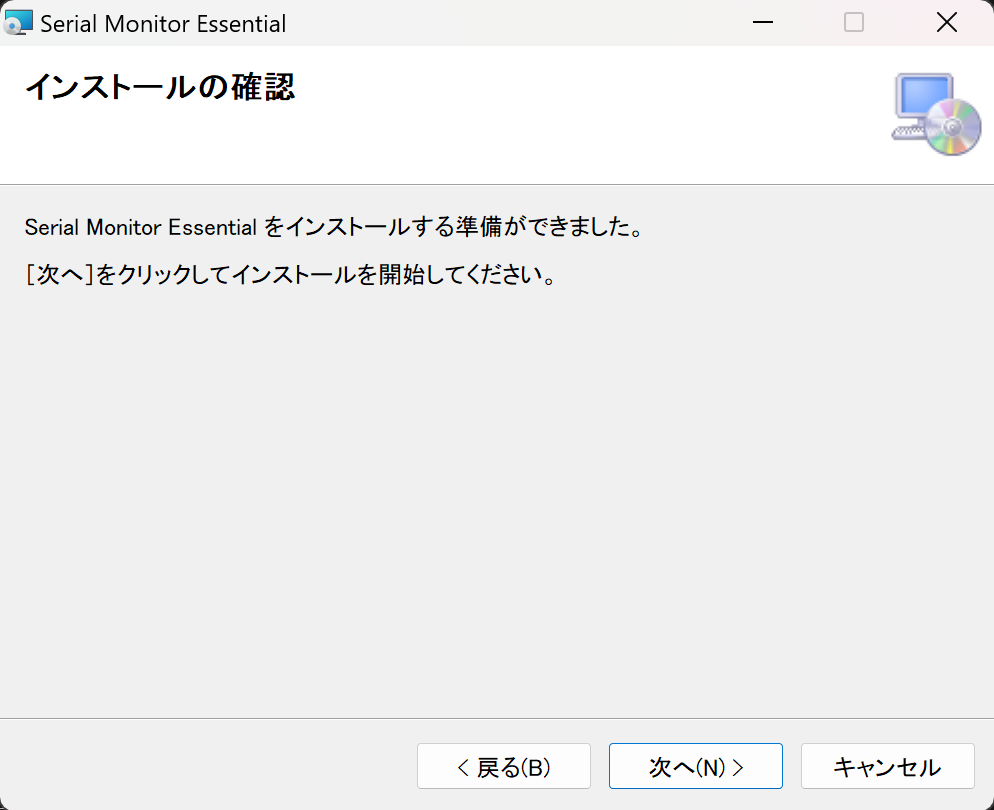 Serial Monitor Essential
インストールの確認
Serial Monitor Essential をインストールする準備ができました。
[次へ]をクリックしてインストールを開始してください。
< 戻る(B)
次へ(N) >
キャンセル